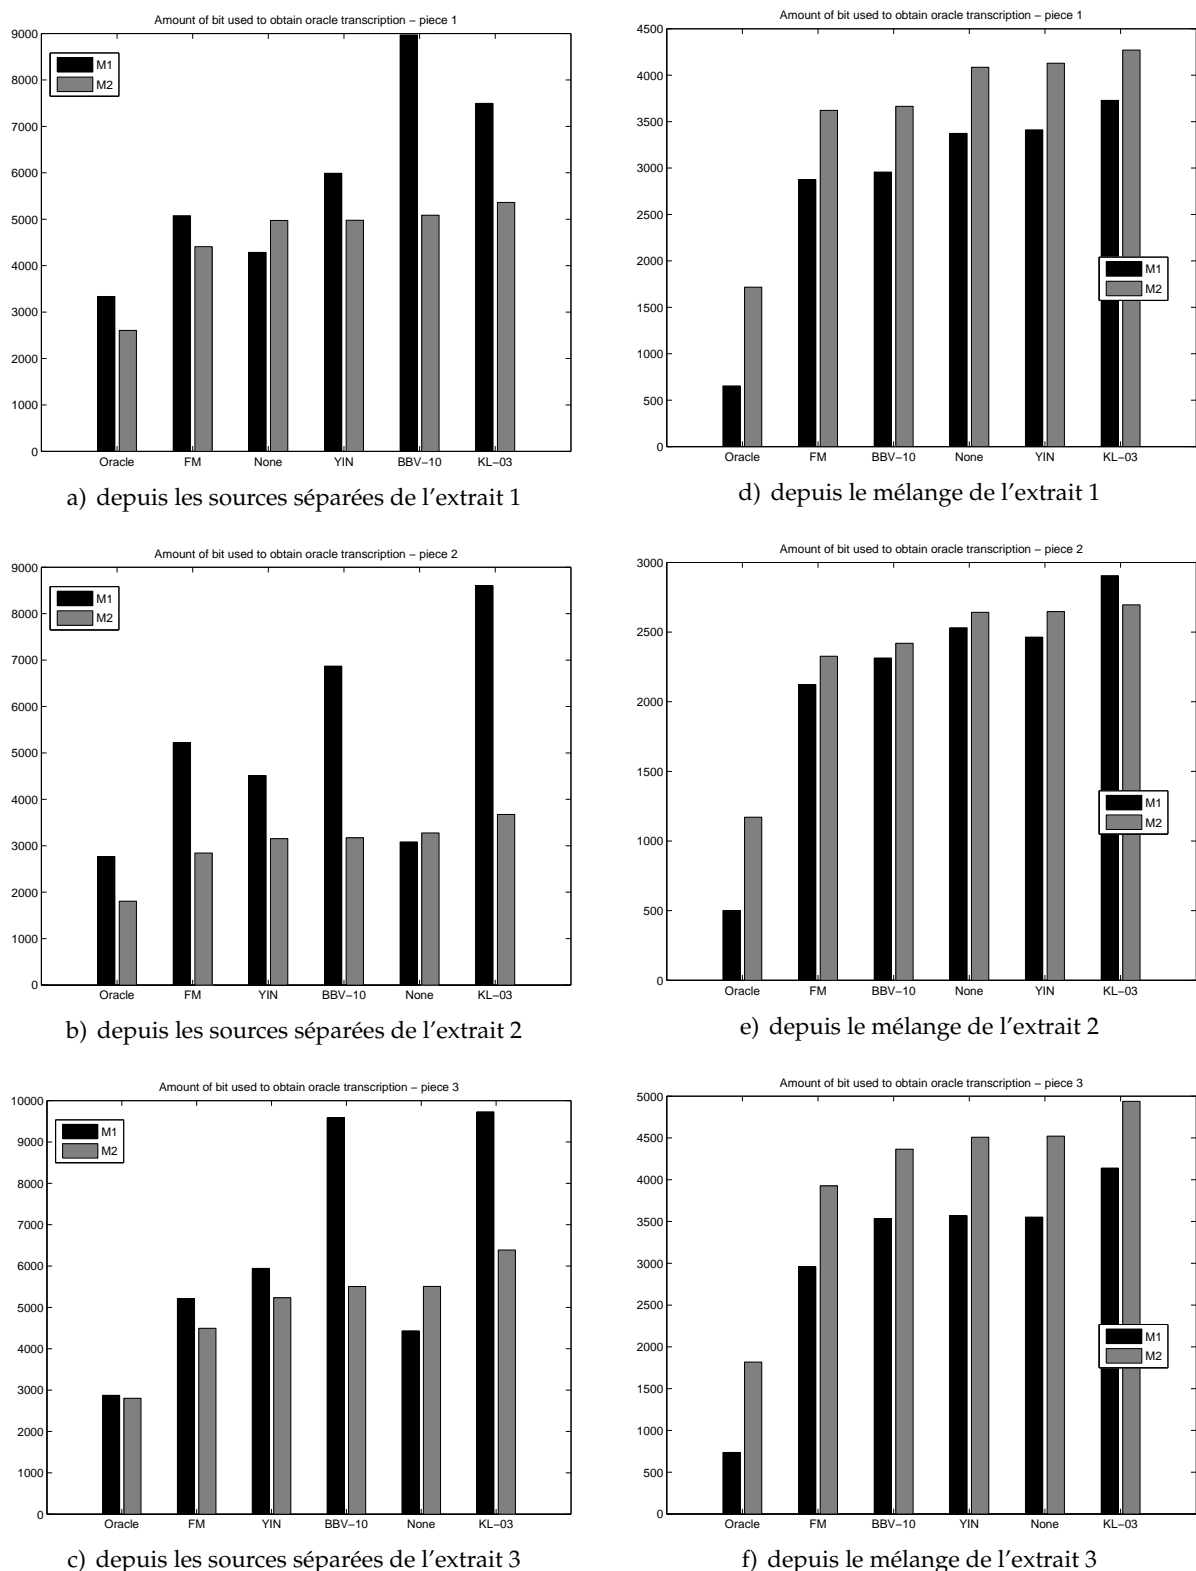 Amount of bit used to obtain oracle transcription – piece 1
9000
8000
7000
6000
5000
4000
3000
2000
1000
0
M1
M2
Oracle FM None YIN BBV–10 KL–03
a) depuis les sources séparées de l'extrait 1
Amount of bit used to obtain oracle transcription – piece 1
4500
4000
3500
3000
2500
2000
1500
1000
500
0
M1
M2
Oracle FM BBV–10 None YIN KL–03
d) depuis le mélange de l'extrait 1
Amount of bit used to obtain oracle transcription – piece 2
9000
8000
7000
6000
5000
4000
3000
2000
1000
0
M1
M2
Oracle FM YIN BBV–10 None KL–03
b) depuis les sources séparées de l'extrait 2
Amount of bit used to obtain oracle transcription – piece 2
3000
2500
2000
1500
1000
500
0
M1
M2
Oracle FM BBV–10 None YIN KL–03
e) depuis le mélange de l'extrait 2
Amount of bit used to obtain oracle transcription – piece 3
10000
9000
8000
7000
6000
5000
4000
3000
2000
1000
0
M1
M2
Oracle FM YIN BBV–10 None KL–03
c) depuis les sources séparées de l'extrait 3
Amount of bit used to obtain oracle transcription – piece 3
5000
4500
4000
3500
3000
2500
2000
1500
1000
500
0
M1
M2
Oracle FM BBV–10 YIN None KL–03
f) depuis le mélange de l'extrait 3